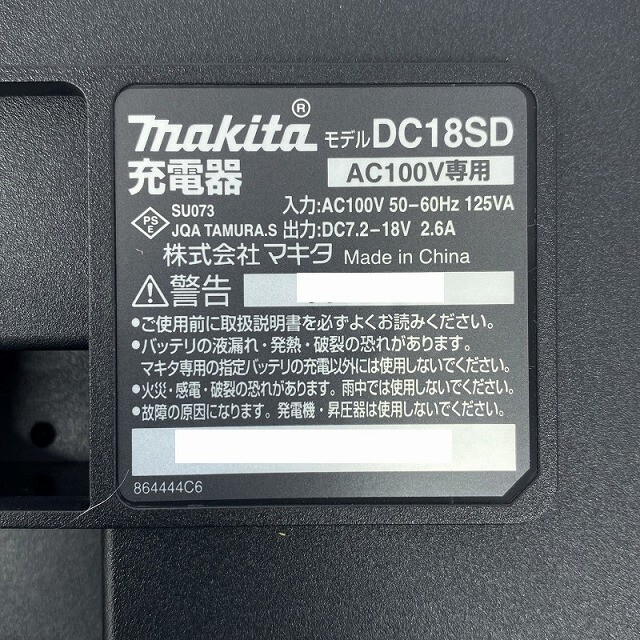 makita® モデルDC18SD
充電器 AC100V専用
PSE SU073 入力:AC100V 50-60Hz 125VA
JQA TAMURA.S 出力:DC7.2-18V 2.6A
株式会社マキタ Made in China
⚠警告
●ご使用前に取扱説明書を必ずよくお読みください。
●バッテリの液漏れ・発熱・破裂の恐れがあります。
マキタ専用の指定バッテリの充電以外には使用しないでください。
●火災・感電・破裂の恐れがあります。雨中では使用しないでください。
●故障の原因になります。発電機・昇圧器は使用しないでください。
864444C6